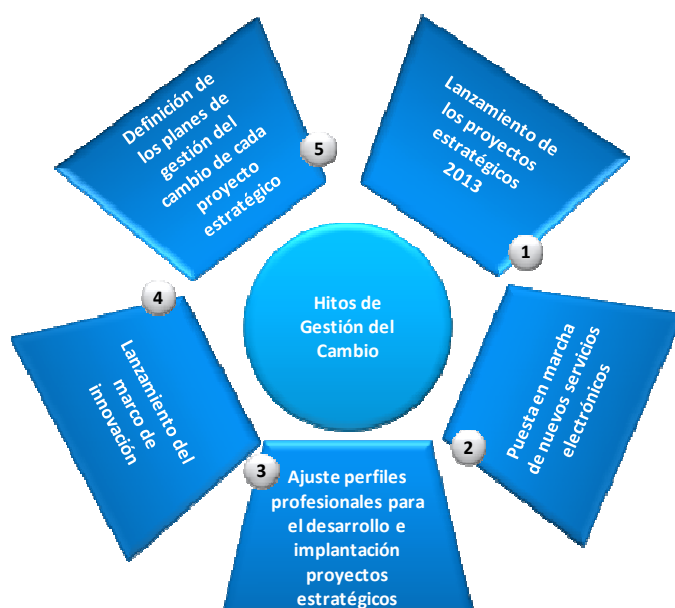 Hitos de
Gestión del
Cambio
Lanzamiento de
los proyectos
estratégicos
2013
1
Puesta en marcha
de nuevos servicios
electrónicos
2
3
Ajuste perfiles
profesionales para
el desarrollo e
implantación
proyectos
estratégicos
4
Lanzamiento del
marco de
innovación
5
Definición de
los planes de
gestión del
cambio de cada
proyecto
estratégico